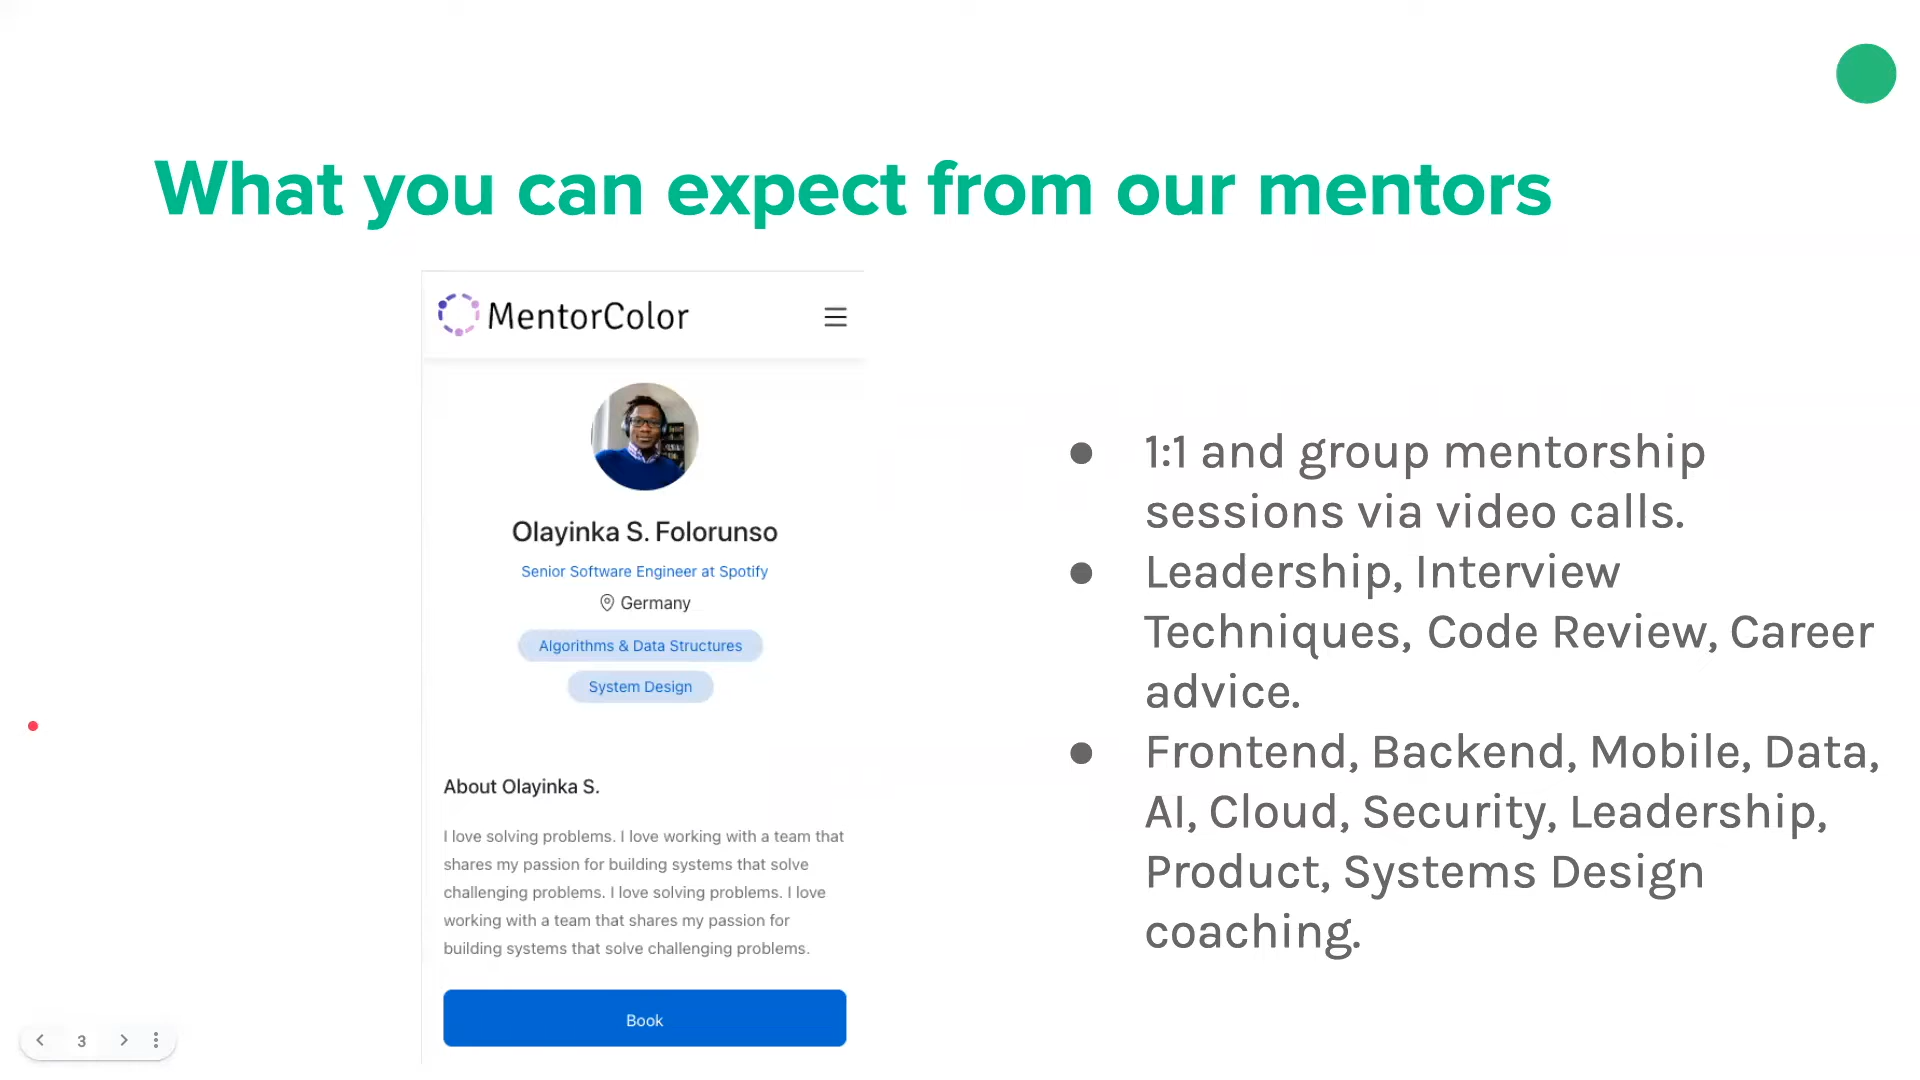 What you can expect from our mentors
MentorColor
Olayinka S. Folorunso
Senior Software Engineer at Spotify
Germany
Algorithms & Data Structures
System Design
About Olayinka S.
I love solving problems. I love working with a team that
shares my passion for building systems that solve
challenging problems. I love solving problems. I love
working with a team that shares my passion for
building systems that solve challenging problems.
Book
1:1 and group mentorship
sessions via video calls.
Leadership, Interview
Techniques, Code Review, Career
advice.
Frontend, Backend, Mobile, Data,
AI, Cloud, Security, Leadership,
Product, Systems Design
coaching.
3